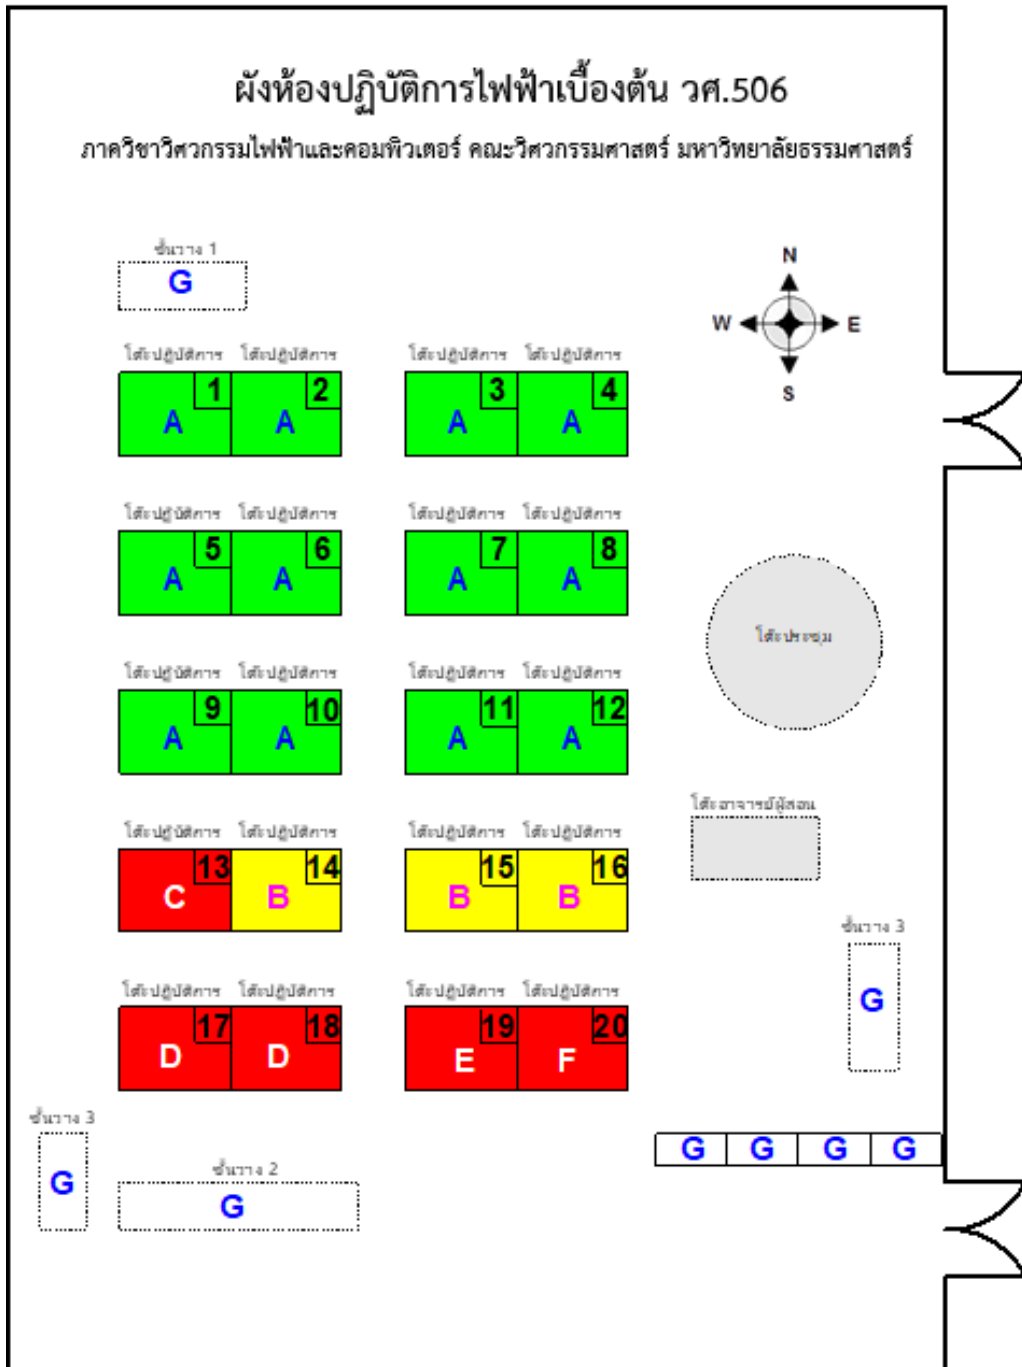 ผังห้องปฏิบัติการไฟฟ้าเบื้องต้น วศ.506
ภาควิชาวิศวกรรมไฟฟ้าและคอมพิวเตอร์ คณะวิศวกรรมศาสตร์ มหาวิทยาลัยธรรมศาสตร์
ชั้นวาง 1
G
N
W E
S
โต๊ะปฏิบัติการ โต๊ะปฏิบัติการ โต๊ะปฏิบัติการ โต๊ะปฏิบัติการ
1 2 3 4
A A A A
โต๊ะปฏิบัติการ โต๊ะปฏิบัติการ โต๊ะปฏิบัติการ โต๊ะปฏิบัติการ
5 6 7 8
A A A A
โต๊ะประชุม
โต๊ะปฏิบัติการ โต๊ะปฏิบัติการ โต๊ะปฏิบัติการ โต๊ะปฏิบัติการ
9 10 11 12
A A A A
โต๊ะอาจารย์ผู้สอน
โต๊ะปฏิบัติการ โต๊ะปฏิบัติการ โต๊ะปฏิบัติการ โต๊ะปฏิบัติการ
13 14 15 16
C B B B
ชั้นวาง 3
G
โต๊ะปฏิบัติการ โต๊ะปฏิบัติการ โต๊ะปฏิบัติการ โต๊ะปฏิบัติการ
17 18 19 20
D D E F
ชั้นวาง 3
G
G G G G
ชั้นวาง 2
G